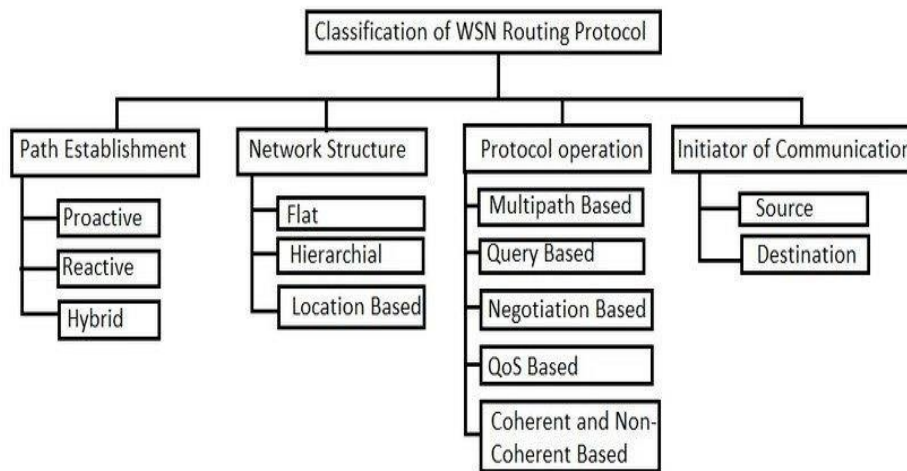 Classification of WSN Routing Protocol
Path Establishment
Proactive
Reactive
Hybrid
Network Structure
Flat
Hierarchial
Location Based
Protocol operation
Multipath Based
Query Based
Negotiation Based
QoS Based
Coherent and Non-
Coherent Based
Initiator of Communication
Source
Destination